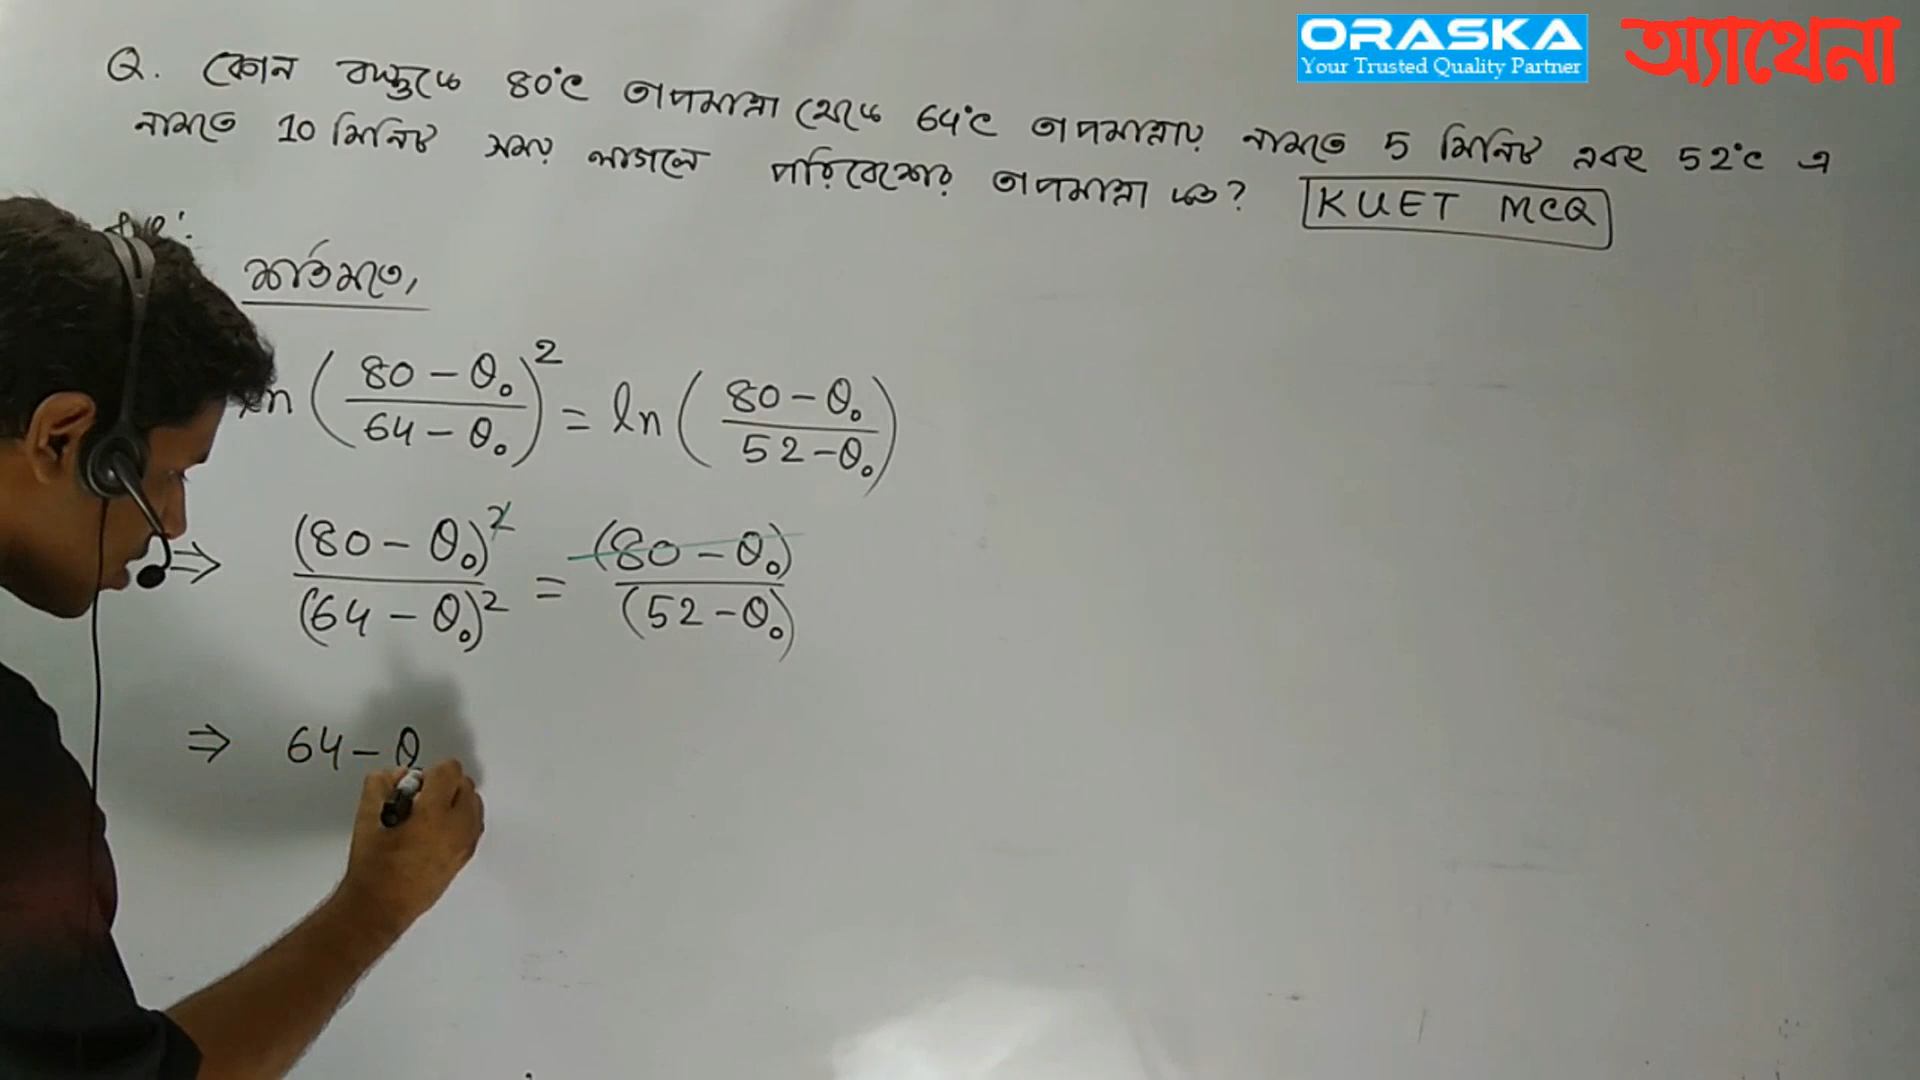 ORASKA
Your Trusted Quality Partner
অ্যাথেনা
Q. কোন বস্তুকে 80°C তাপমাত্রা থেকে 64°C তাপমাত্রায় নামতে 5 মিনিট এবং 52°C এ
নামতে 10 মিনিট সময় লাগলে পরিবেশের তাপমাত্রা কত? KUET MCQ
শর্তমতে,
ln (80 - θ₀ / 64 - θ₀)² = ln (80 - θ₀ / 52 - θ₀)
⇒ (80 - θ₀)² / (64 - θ₀)² = (80 - θ₀) / (52 - θ₀)
⇒ 64 - θ